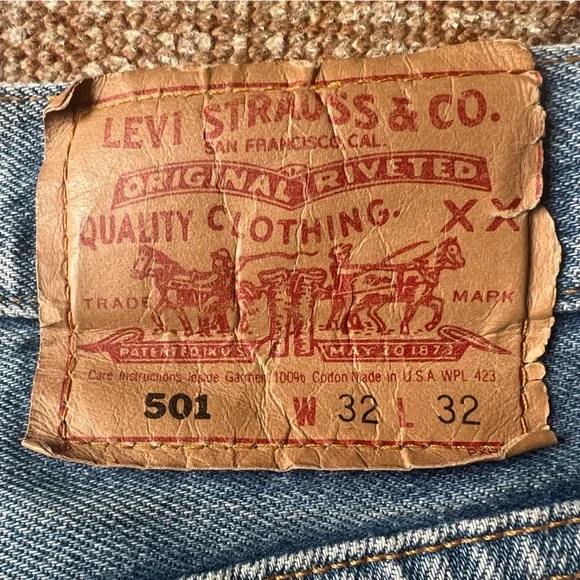 LEVI STRAUSS & CO.
SAN FRANCISCO, CAL.
ORIGINAL RIVETED
QUALITY CLOTHING. XX
TRADE MARK
PATENTED IN U.S. MAY 20 1873
Care Instructions Inside Garment 100% Cotton Made in U.S.A. WPL 423
501 W 32 L 32